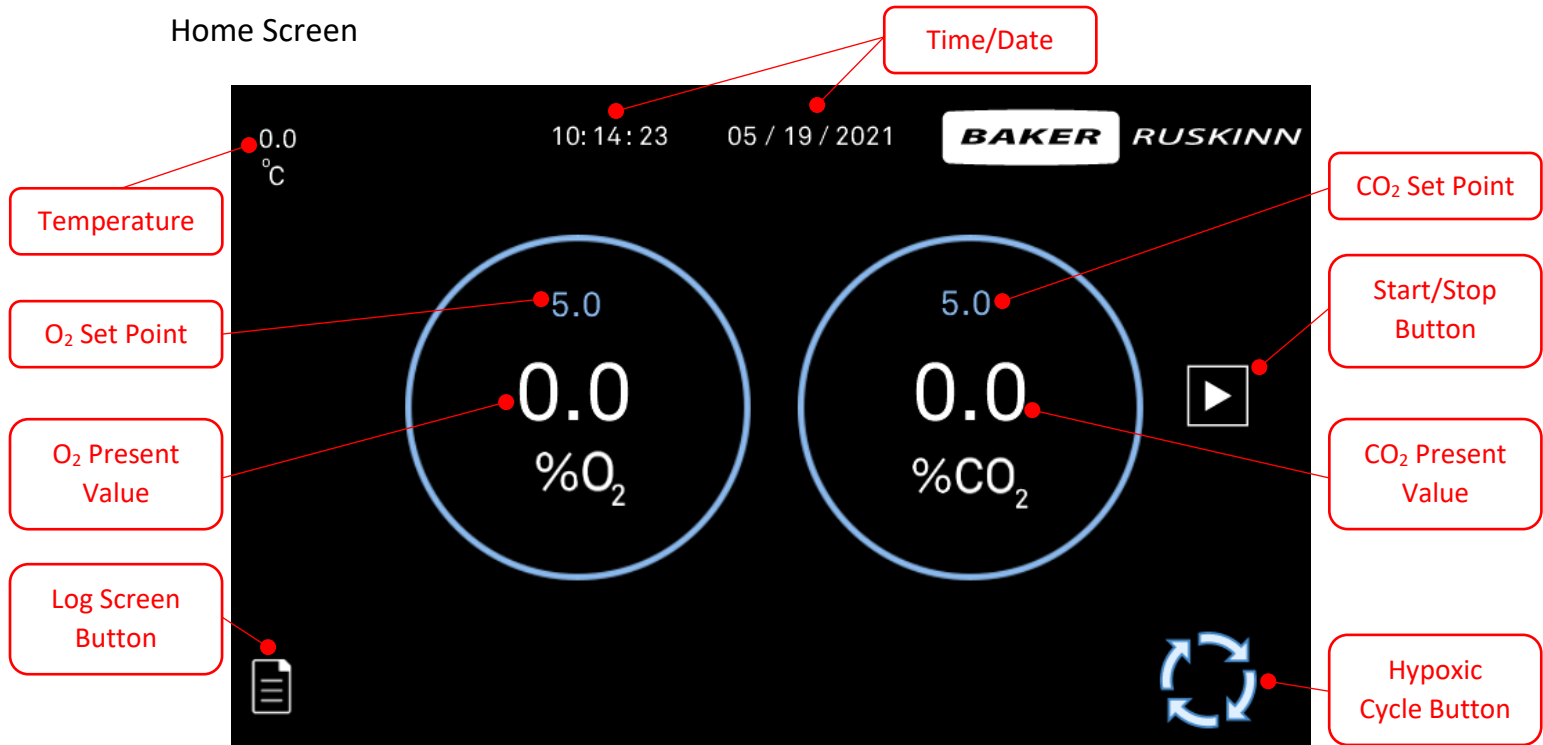 Home Screen
Time/Date
0.0
°C
10:14:23
05 / 19 / 2021
BAKER RUSKINN
Temperature
CO₂ Set Point
O₂ Set Point
5.0
5.0
Start/Stop
Button
0.0
%O₂
0.0
%CO₂
O₂ Present
Value
CO₂ Present
Value
Log Screen
Button
Hypoxic
Cycle Button